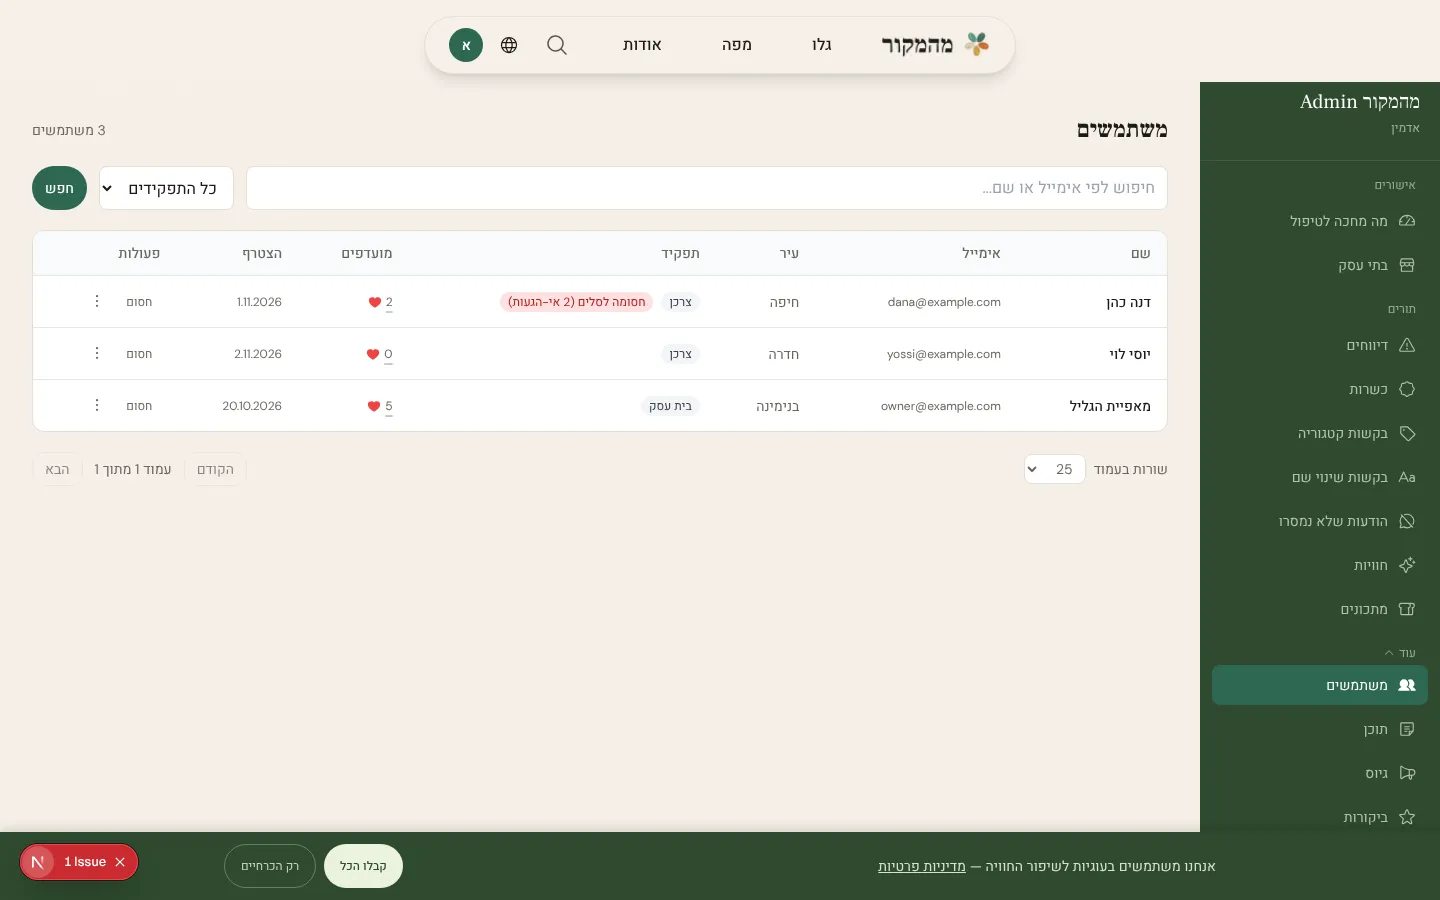 מהמקור
גלו
מפה
אודות
א
מהמקור Admin
אדמין
אישורים
מה מחכה לטיפול
בתי עסק
תורים
דיווחים
כשרות
בקשות קטגוריה
Aa בקשות שינוי שם
הודעות שלא נמסרו
חוויות
מתכונים
עוד
משתמשים
תוכן
גיוס
ביקורות
משתמשים
3 משתמשים
חיפוש לפי אימייל או שם...
כל התפקידים
חפש
שם אימייל עיר תפקיד מועדפים הצטרף פעולות
דנה כהן dana@example.com חיפה צרכן חסומה לסלים (2 אי-הגעות) 2 1.11.2026 חסום
יוסי לוי yossi@example.com חדרה צרכן 0 2.11.2026 חסום
מאפיית הגליל owner@example.com בנימינה בית עסק 5 20.10.2026 חסום
שורות בעמוד 25
הקודם עמוד 1 מתוך 1 הבא
אנחנו משתמשים בעוגיות לשיפור החוויה — מדיניות פרטיות
קבלו הכל
רק הכרחיים
N 1 Issue